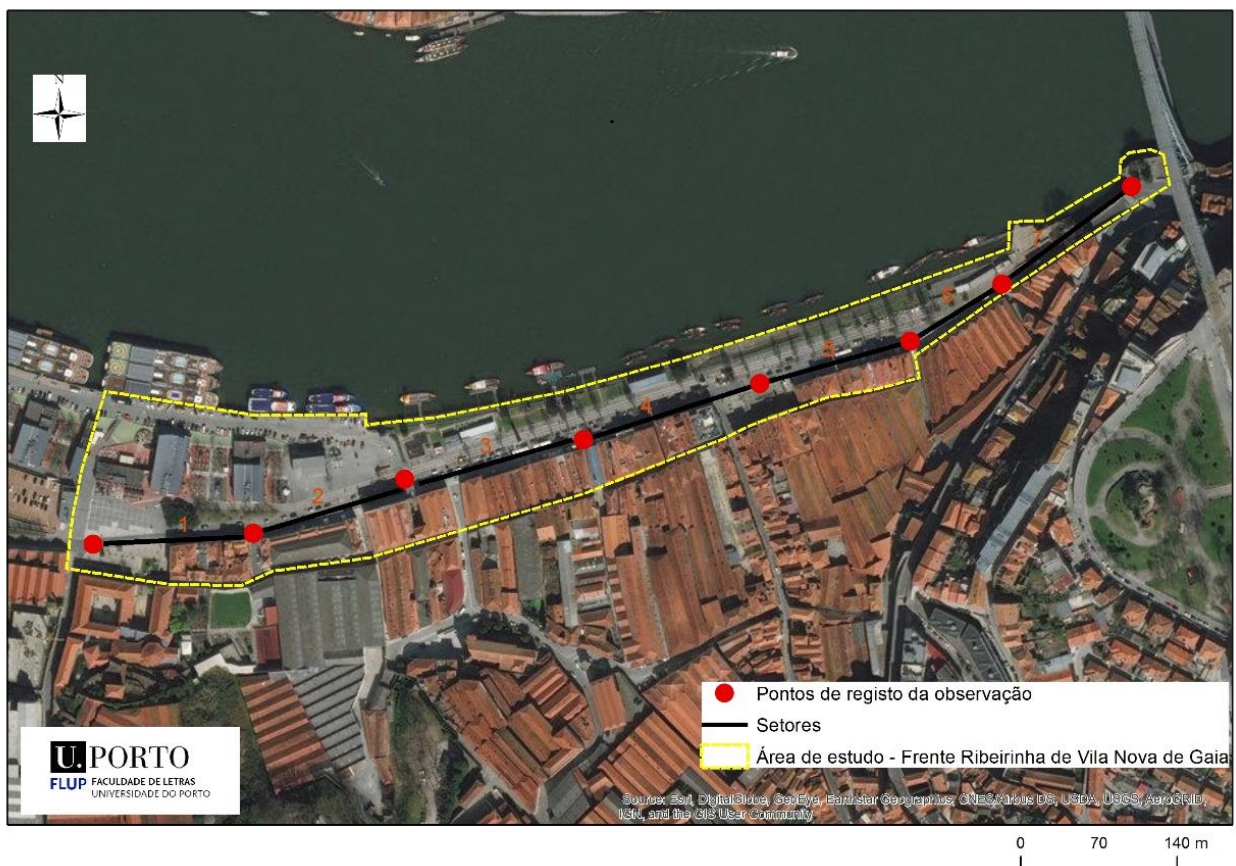 N
7
6
5
4
3
2
1
Pontos de registo da observação
Setores
Área de estudo - Frente Ribeirinha de Vila Nova de Gaia
U. PORTO
FLUP FACULDADE DE LETRAS
UNIVERSIDADE DO PORTO
Source: Esri, DigitalGlobe, GeoEye, Earthstar Geographics, CNES/Airbus DS, USDA, USGS, AeroGRID,
IGN, and the GIS User Community
0 70 140 m